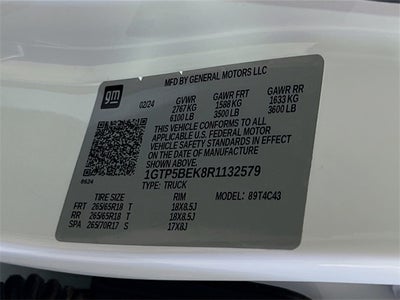 gm
MFD BY GENERAL MOTORS LLC
02/24 GVWR GAWR FRT GAWR RR
2767 KG 1588 KG 1633 KG
6100 LB 3500 LB 3600 LB
THIS VEHICLE CONFORMS TO ALL
APPLICABLE U.S. FEDERAL MOTOR
VEHICLE SAFETY STANDARDS IN EFFECT
ON THE DATE OF MANUFACTURE SHOWN ABOVE.
1GTP5BEK8R1132579
TYPE: TRUCK MODEL: 89T4C43
TIRE SIZE RIM
FRT 265/65R18 T 18X8.5J
RR 265/65R18 T 18X8.5J
SPA 265/70R17 S 17X8J